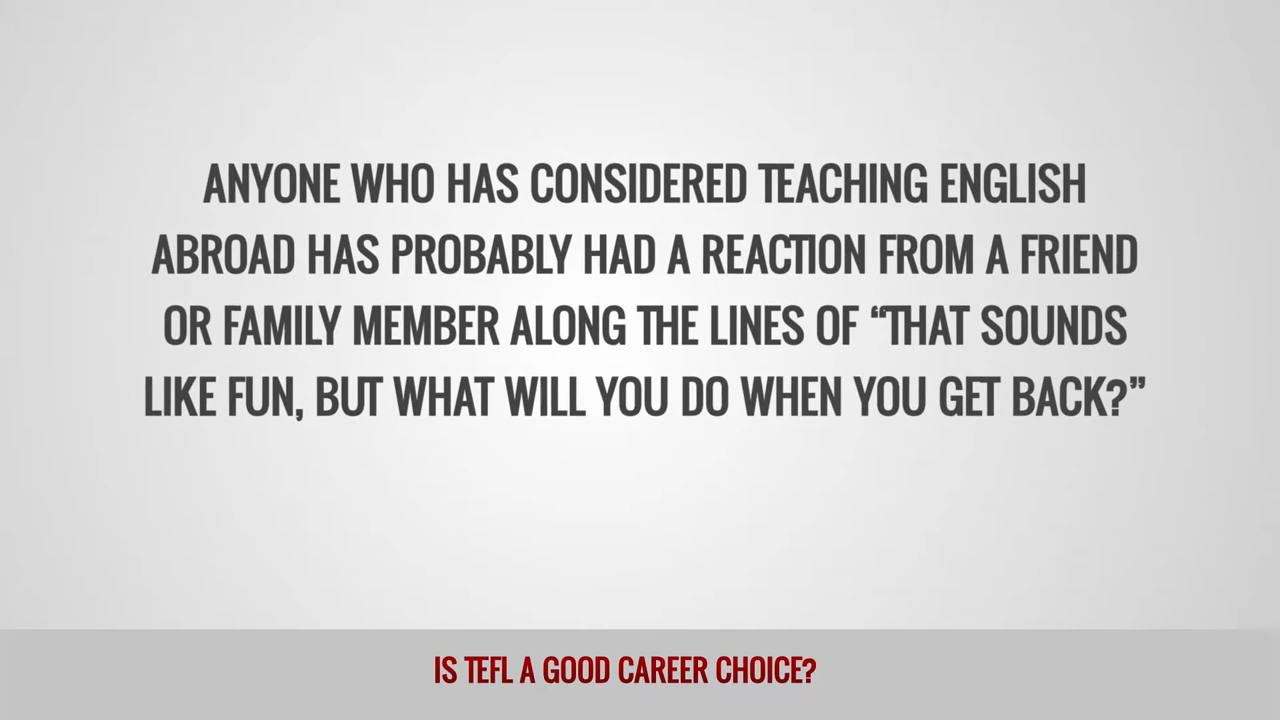 ANYONE WHO HAS CONSIDERED TEACHING ENGLISH
ABROAD HAS PROBABLY HAD A REACTION FROM A FRIEND
OR FAMILY MEMBER ALONG THE LINES OF “THAT SOUNDS
LIKE FUN, BUT WHAT WILL YOU DO WHEN YOU GET BACK?”
IS TEFL A GOOD CAREER CHOICE?